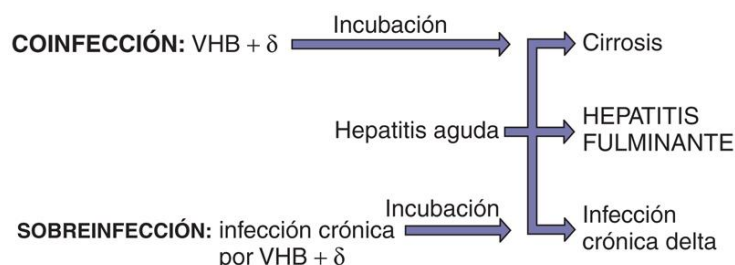 Incubación
COINFECCIÓN: VHB + δ
Cirrosis
Hepatitis aguda
HEPATITIS
FULMINANTE
Incubación
SOBREINFECCIÓN: infección crónica
por VHB + δ
Infección
crónica delta